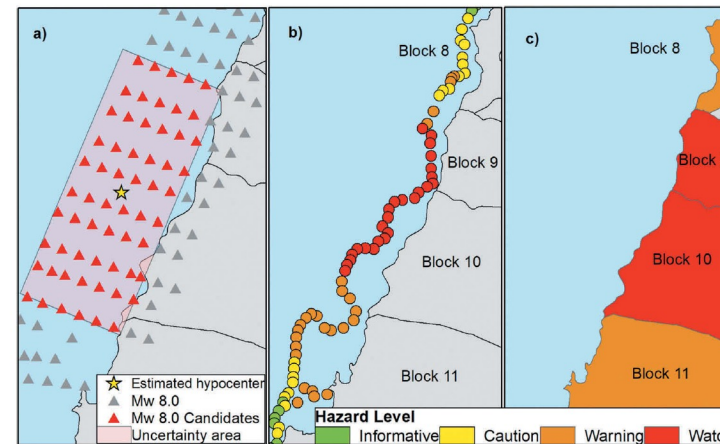 a)
Estimated hypocenter
Mw 8.0
Mw 8.0 Candidates
Uncertainty area
b)
Block 8
Block 9
Block 10
Block 11
c)
Block 8
Block
Block 10
Block 11
Hazard Level
Informative
Caution
Warning
Wat